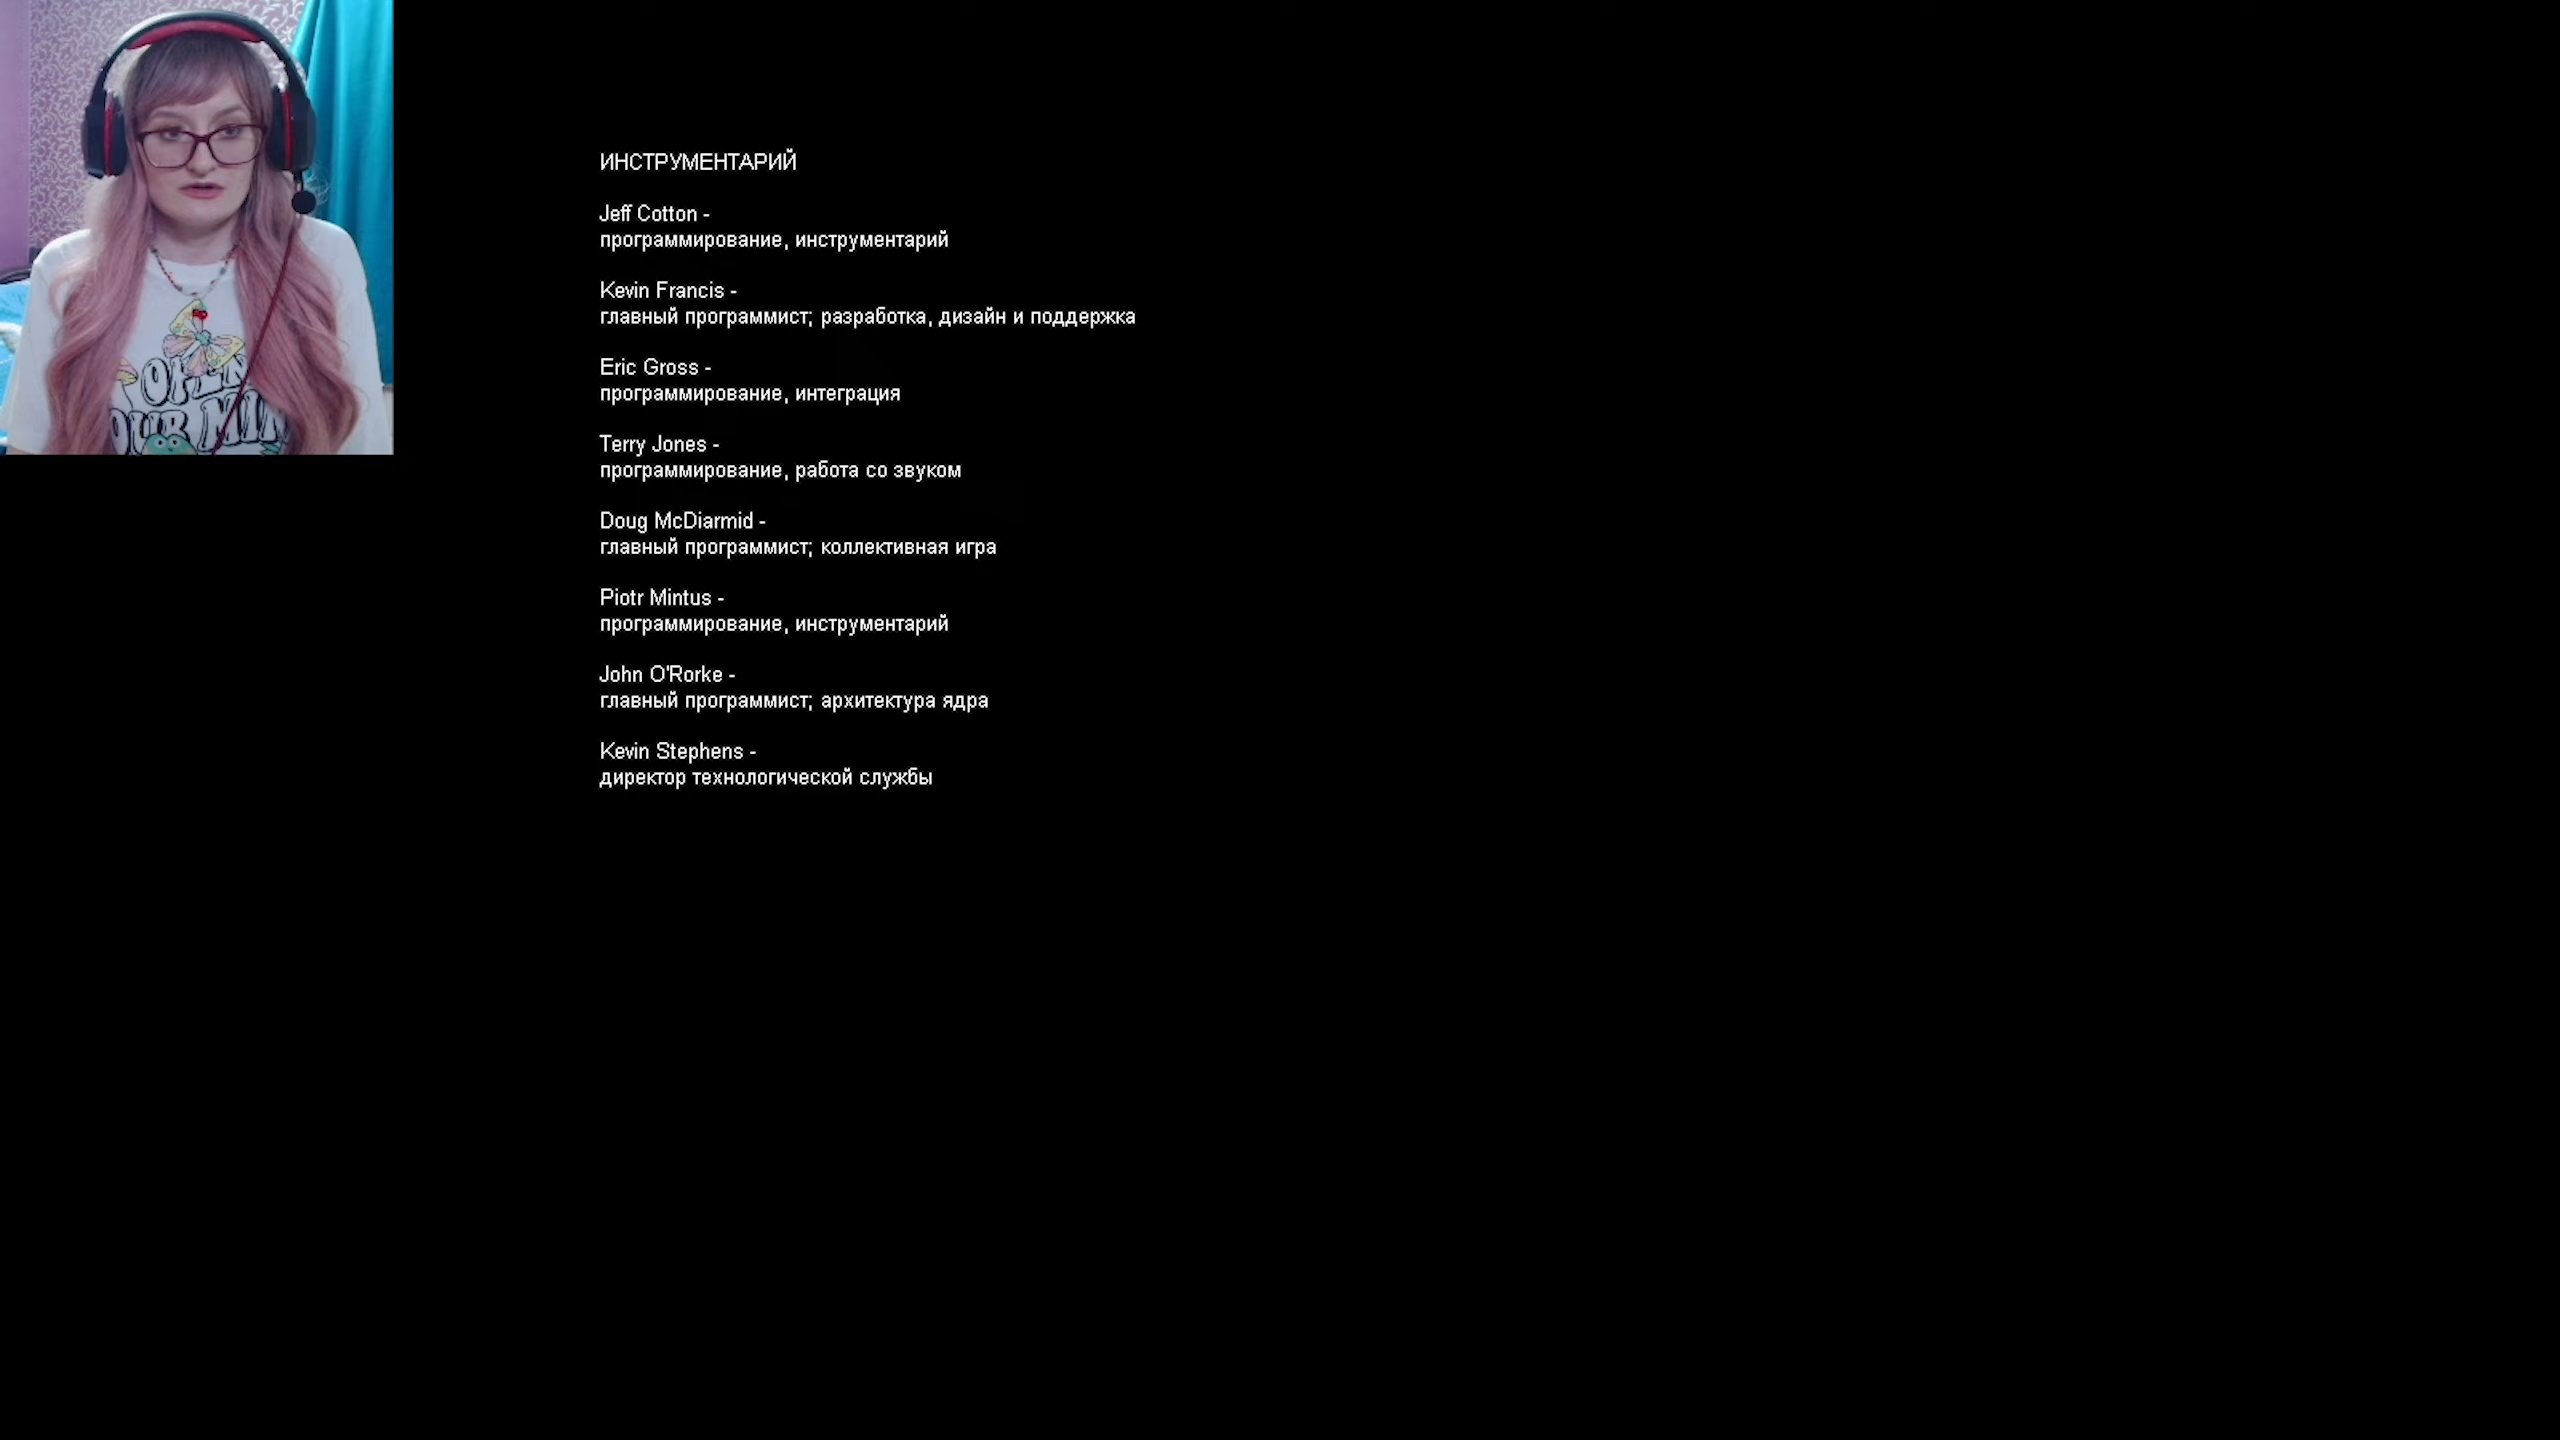 ИНСТРУМЕНТАРИЙ
Jeff Cotton -
программирование, инструментарий
Kevin Francis -
главный программист; разработка, дизайн и поддержка
Eric Gross -
программирование, интеграция
Terry Jones -
программирование, работа со звуком
Doug McDiarmid -
главный программист; коллективная игра
Piotr Mintus -
программирование, инструментарий
John O'Rorke -
главный программист; архитектура ядра
Kevin Stephens -
директор технологической службы
OPEN